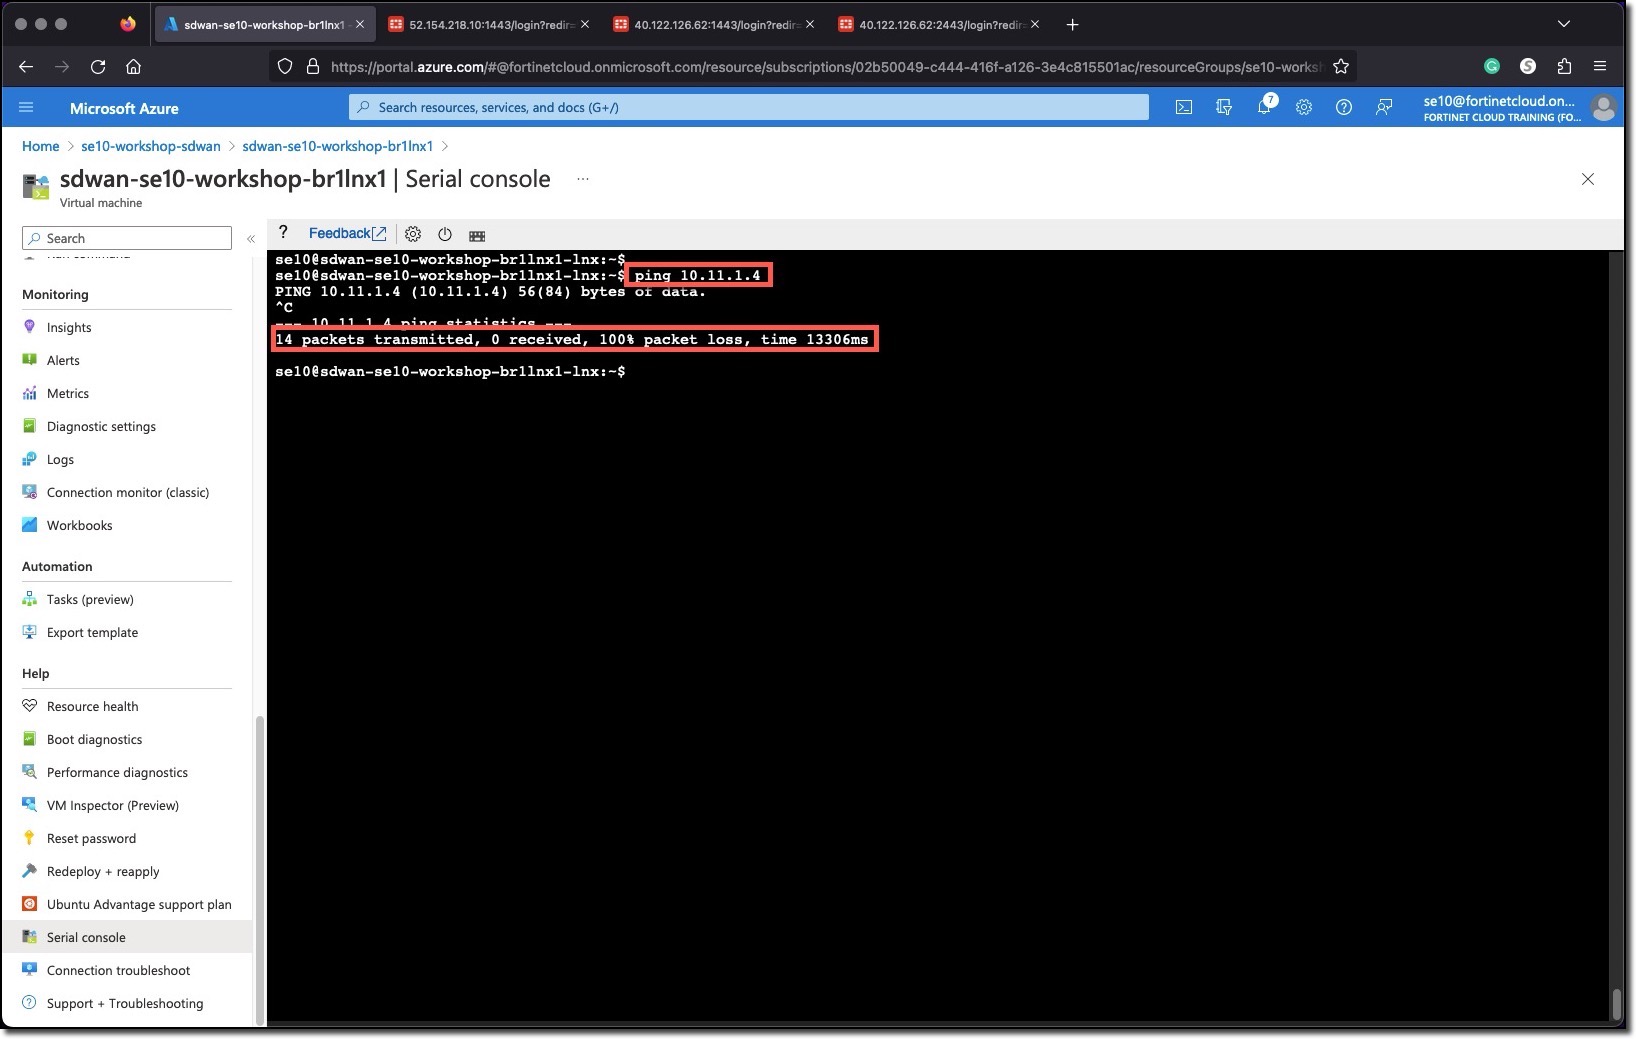 sdwan-se10-workshop-br1lnx1 -
52.154.218.10:1443/login?redir=
40.122.126.62:1443/login?redir=
40.122.126.62:2443/login?redir=
https://portal.azure.com/#@fortinetcloud.onmicrosoft.com/resource/subscriptions/02b50049-c444-416f-a126-3e4c815501ac/resourceGroups/se10-worksh
Microsoft Azure
Search resources, services, and docs (G+/)
7
se10@fortinetcloud.on...
FORTINET CLOUD TRAINING (FO...
Home > se10-workshop-sdwan > sdwan-se10-workshop-br1lnx1 >
sdwan-se10-workshop-br1lnx1 | Serial console ...
Virtual machine
Search «
Run command
Monitoring
Insights
Alerts
Metrics
Diagnostic settings
Logs
Connection monitor (classic)
Workbooks
Automation
Tasks (preview)
Export template
Help
Resource health
Boot diagnostics
Performance diagnostics
VM Inspector (Preview)
Reset password
Redeploy + reapply
Ubuntu Advantage support plan
Serial console
Connection troubleshoot
Support + Troubleshooting
? Feedback
se10@sdwan-se10-workshop-br1lnx1-lnx:~$
se10@sdwan-se10-workshop-br1lnx1-lnx:~$ ping 10.11.1.4
PING 10.11.1.4 (10.11.1.4) 56(84) bytes of data.
^C
--- 10.11.1.4 ping statistics ---
14 packets transmitted, 0 received, 100% packet loss, time 13306ms
se10@sdwan-se10-workshop-br1lnx1-lnx:~$